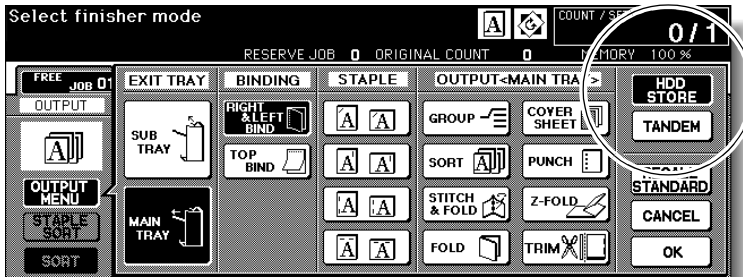 Select finisher mode
COUNT / SE
0/1
RESERVE JOB 0 ORIGINAL COUNT 0 MEMORY 100 %
FREE JOB 01
OUTPUT
OUTPUT MENU
STAPLE SORT
SORT
EXIT TRAY
SUB TRAY
MAIN TRAY
BINDING
RIGHT &LEFT BIND
TOP BIND
STAPLE
A A
A A
A A
A A
OUTPUT<MAIN TRAY>
GROUP
COVER SHEET
SORT
PUNCH
STITCH & FOLD
Z-FOLD
FOLD
TRIM
HDD STORE
TANDEM
STANDARD
CANCEL
OK